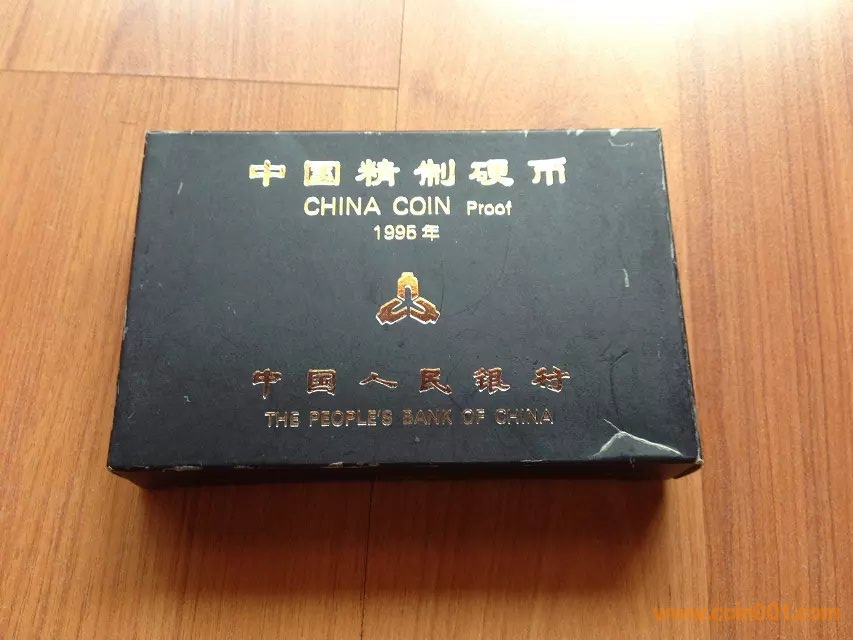 中国精制硬币
CHINA COIN Proof
1995年
中国人民银行
THE PEOPLE'S BANK OF CHINA
www.coin001.com